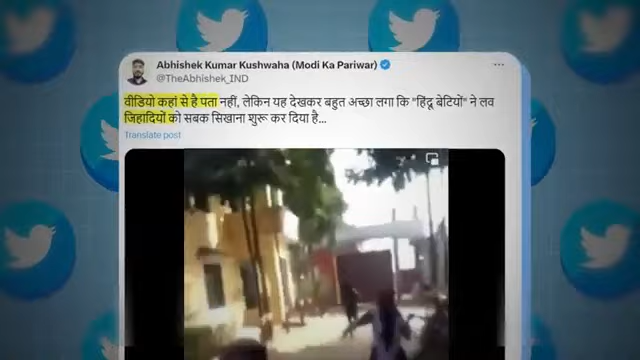 Abhishek Kumar Kushwaha (Modi Ka Pariwar)
@TheAbhishek_IND
वीडियो कहां से है पता नहीं, लेकिन यह देखकर बहुत अच्छा लगा कि "हिंदू बेटियों" ने लव
जिहादियों को सबक सिखाना शुरू कर दिया है...
Translate post